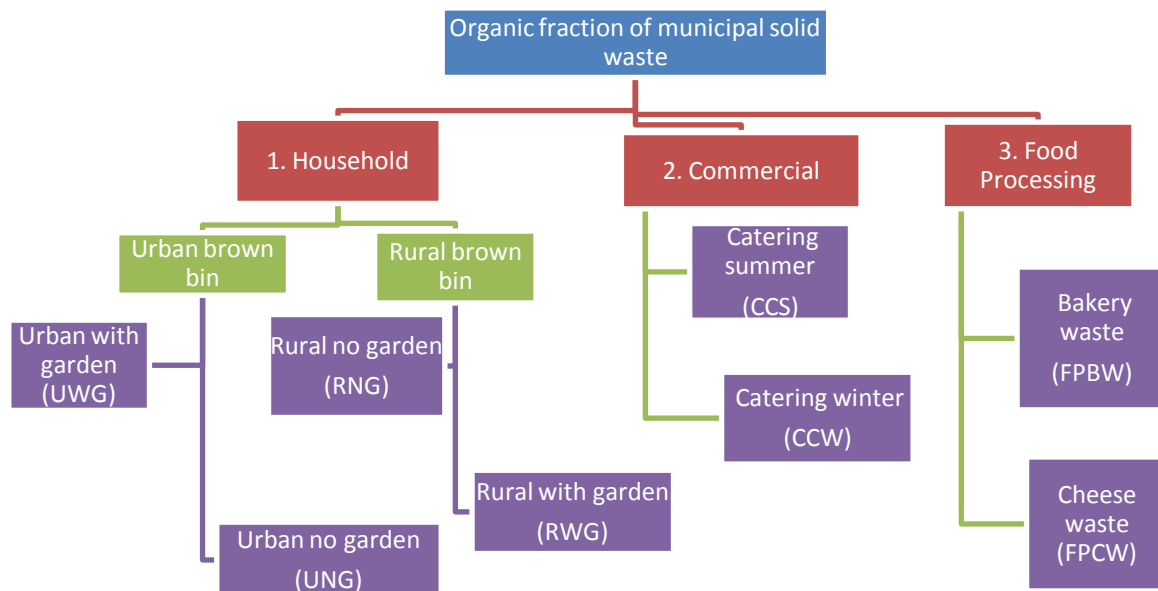 Organic fraction of municipal solid
waste
1. Household
2. Commercial
3. Food
Processing
Urban brown
bin
Rural brown
bin
Catering
summer
(CCS)
Bakery
waste
(FPBW)
Urban with
garden
(UWG)
Rural no garden
(RNG)
Catering winter
(CCW)
Rural with garden
(RWG)
Cheese
waste
(FPCW)
Urban no garden
(UNG)